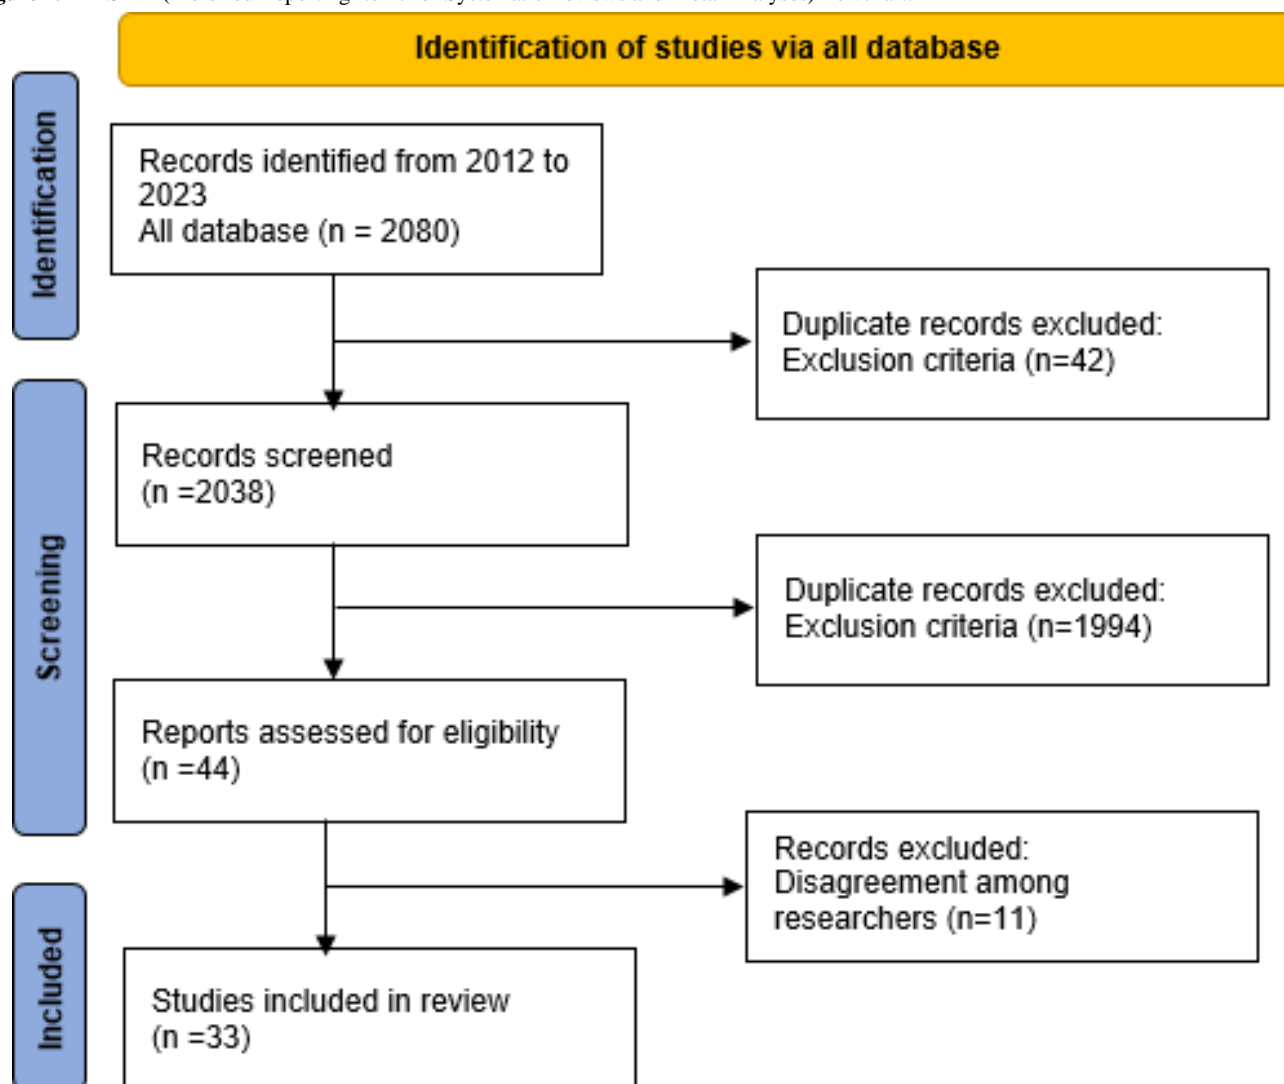 Identification of studies via all database
Identification
Records identified from 2012 to
2023
All database (n = 2080)
Duplicate records excluded:
Exclusion criteria (n=42)
Screening
Records screened
(n =2038)
Duplicate records excluded:
Exclusion criteria (n=1994)
Reports assessed for eligibility
(n =44)
Records excluded:
Disagreement among
researchers (n=11)
Included
Studies included in review
(n =33)